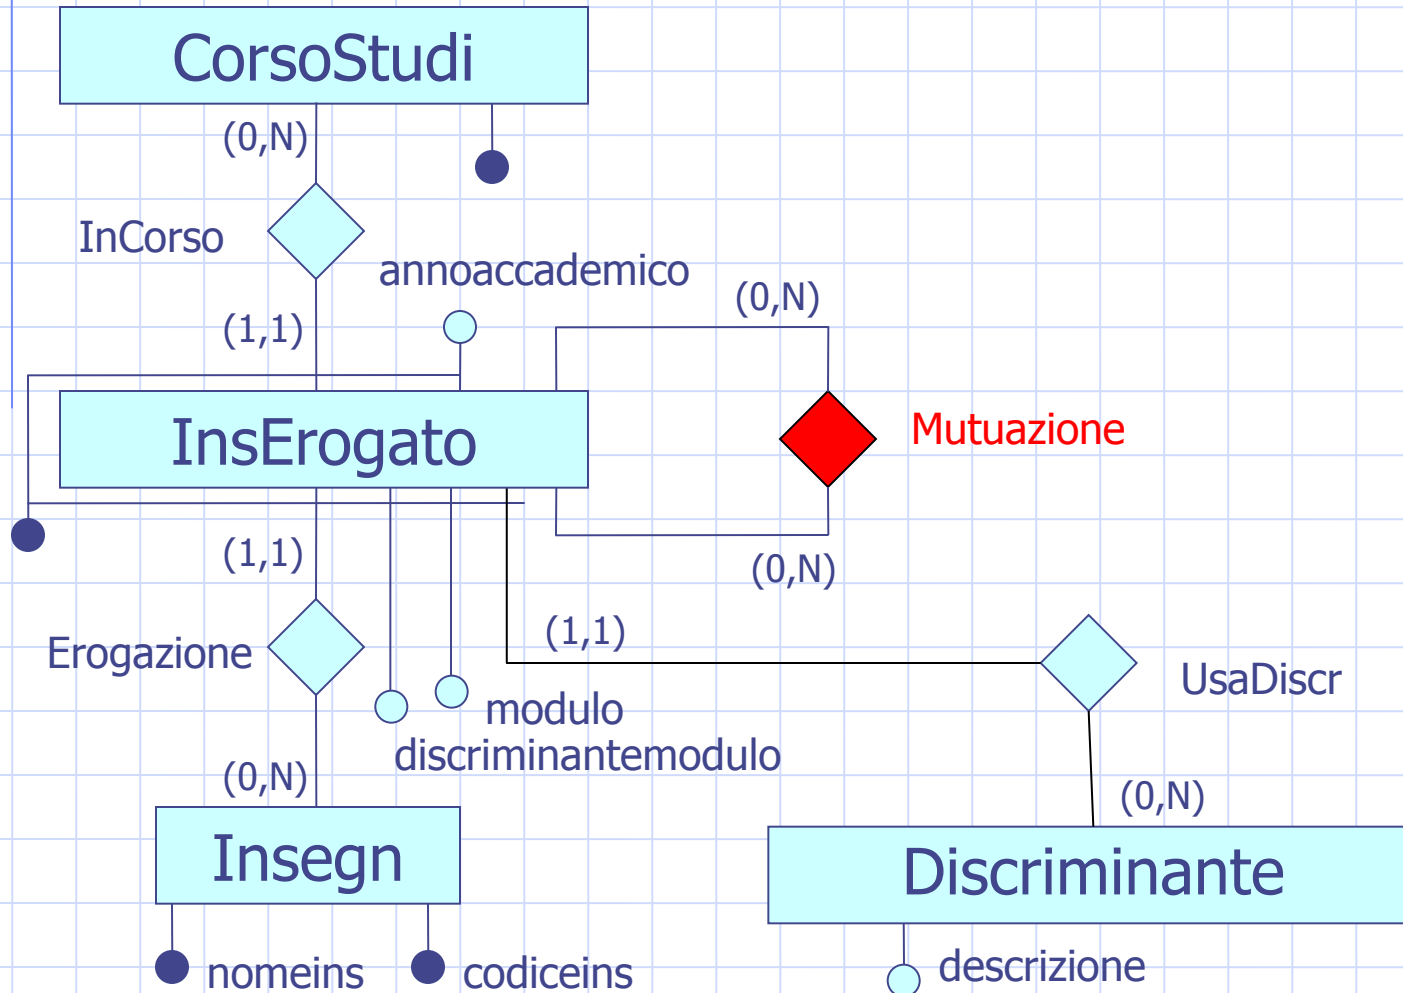 CorsoStudi
(0,N)
InCorso
annoaccademico
(0,N)
(1,1)
InsErogato
Mutuazione
(1,1)
(0,N)
(1,1)
Erogazione
UsaDiscr
modulo
discriminantemodulo
(0,N)
(0,N)
Insegn
Discriminante
nomeins
codiceins
descrizione